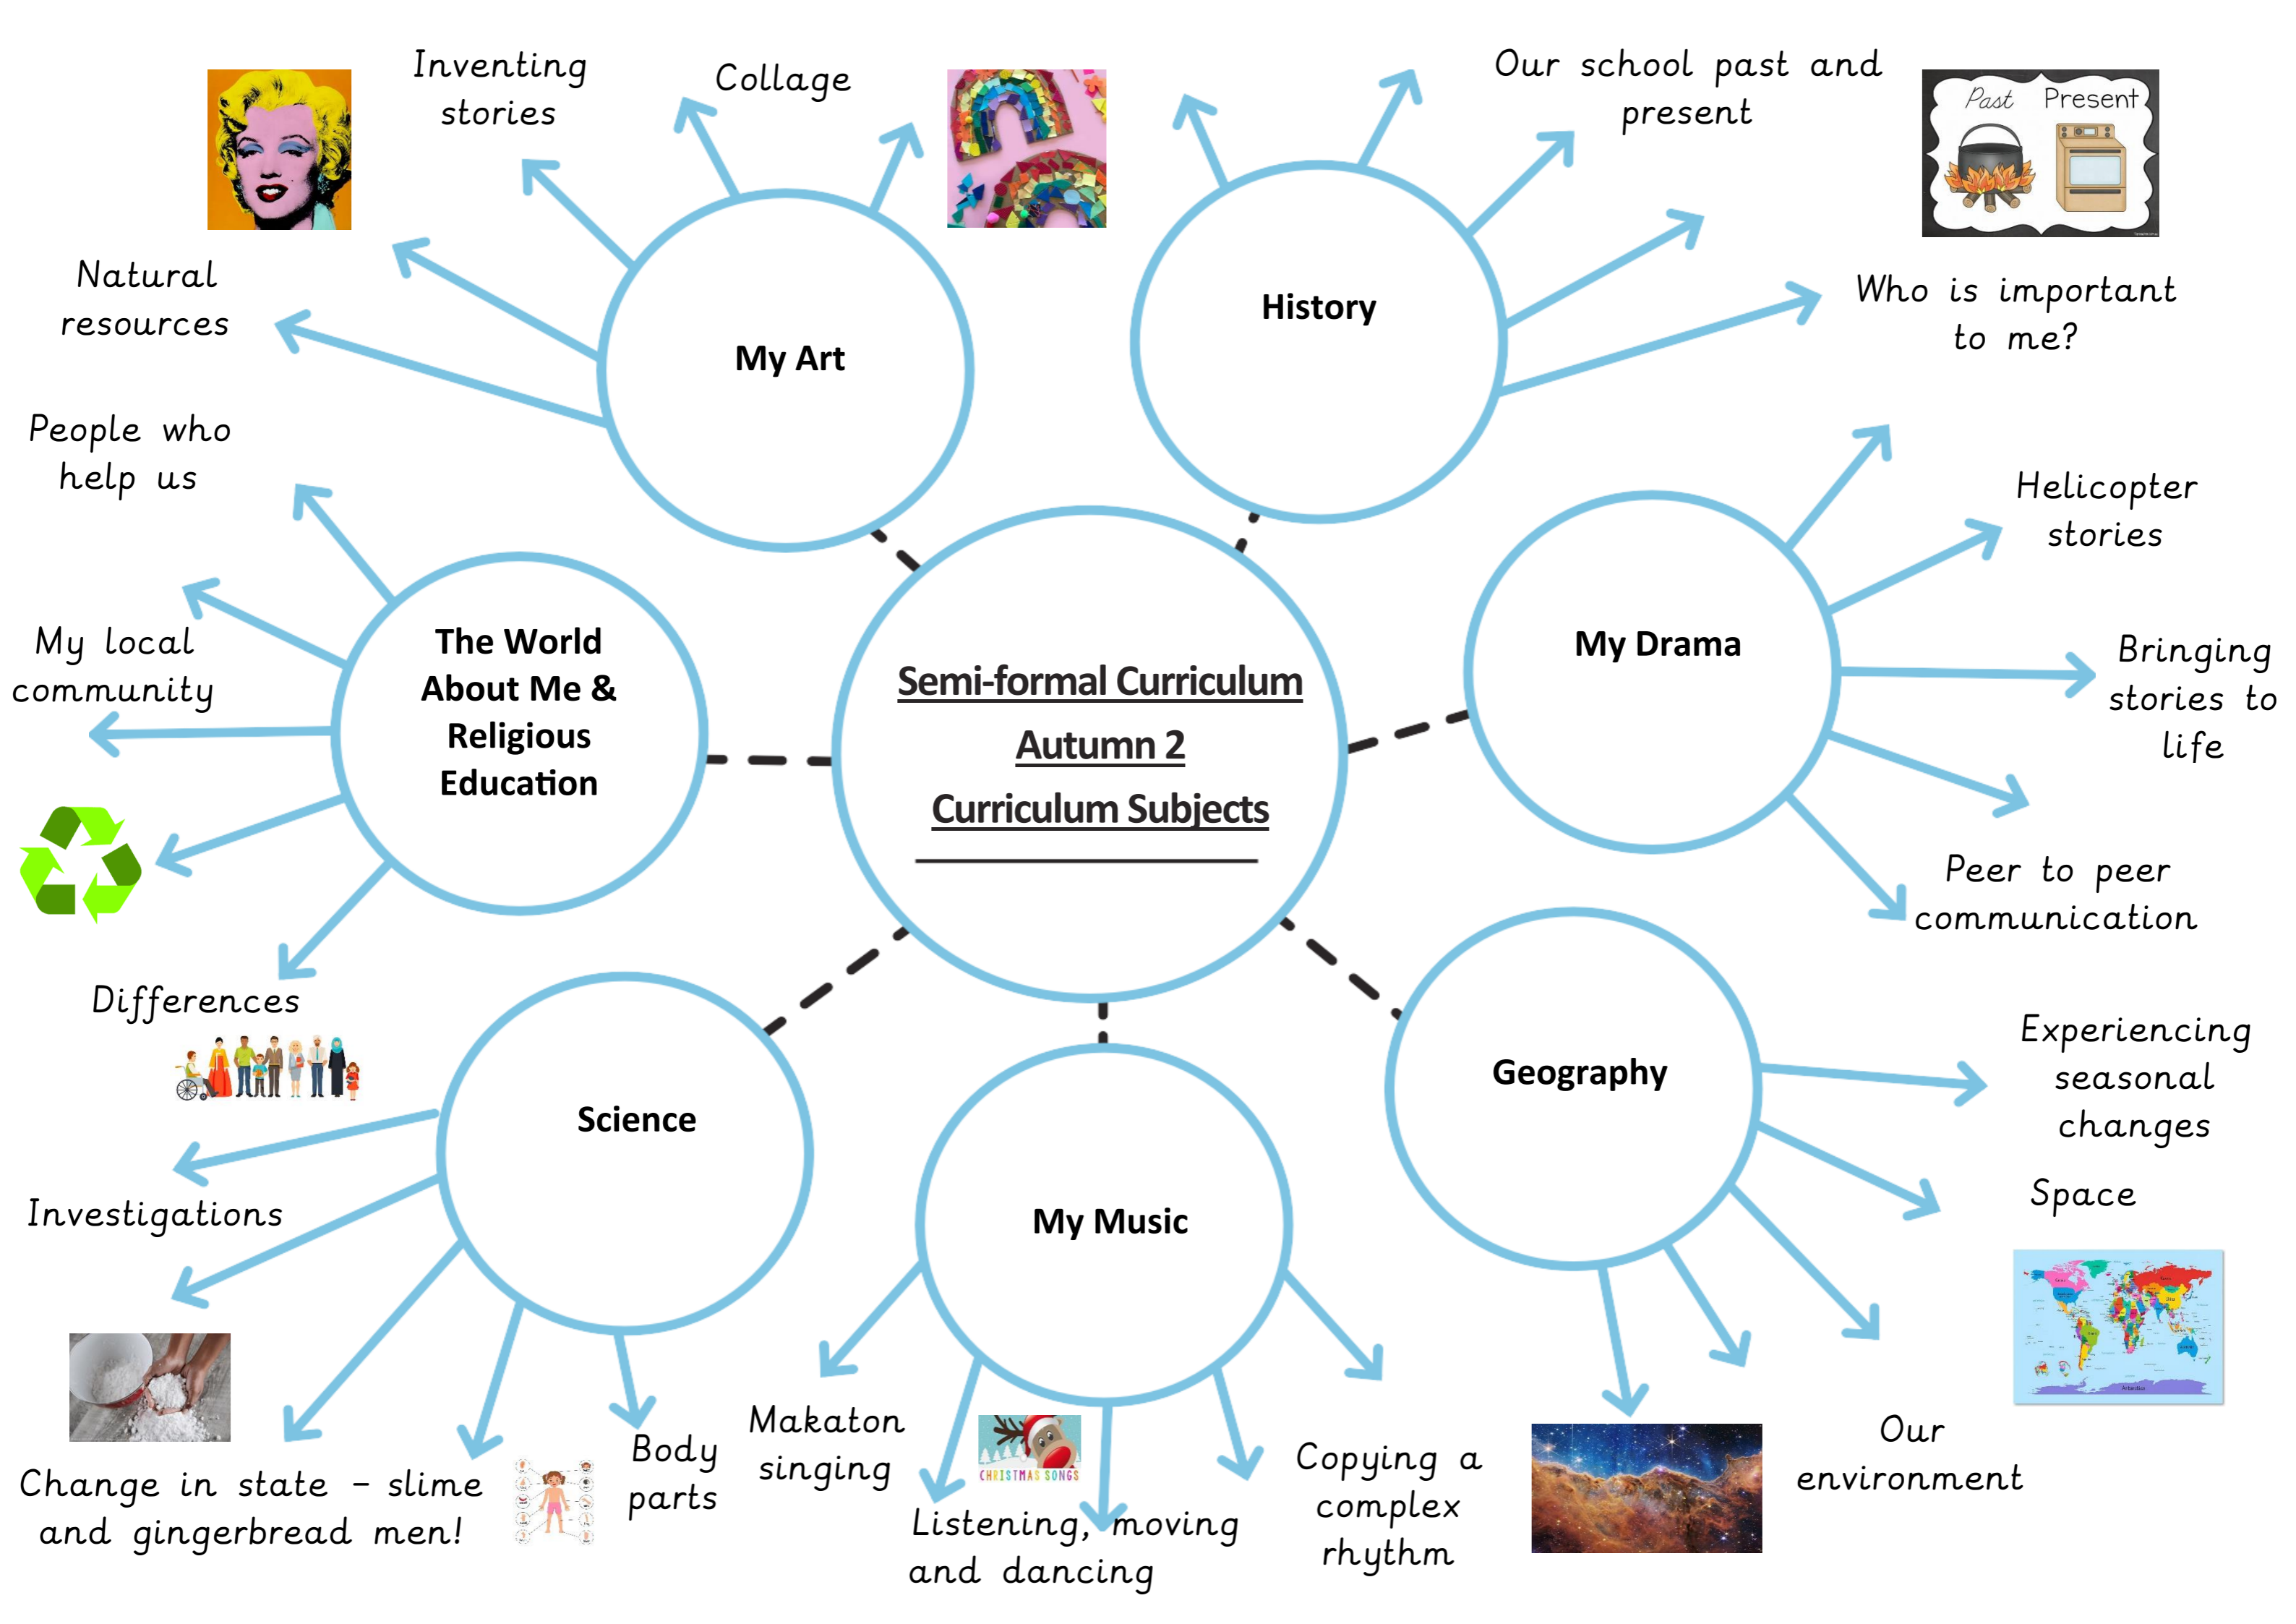 Inventing
stories
Collage
Our school past and
present
Past Present
Natural
resources
My Art
History
Who is important
to me?
People who
help us
Helicopter
stories
My local
community
The World
About Me &
Religious
Education
Semi-formal Curriculum
Autumn 2
Curriculum Subjects
My Drama
Bringing
stories to
life
Peer to peer
communication
Differences
Science
My Music
Geography
Experiencing
seasonal
changes
Space
Investigations
Change in state – slime
and gingerbread men!
Body
parts
Makaton
singing
CHRISTMAS SONGS
Listening, moving
and dancing
Copying a
complex
rhythm
Our
environment